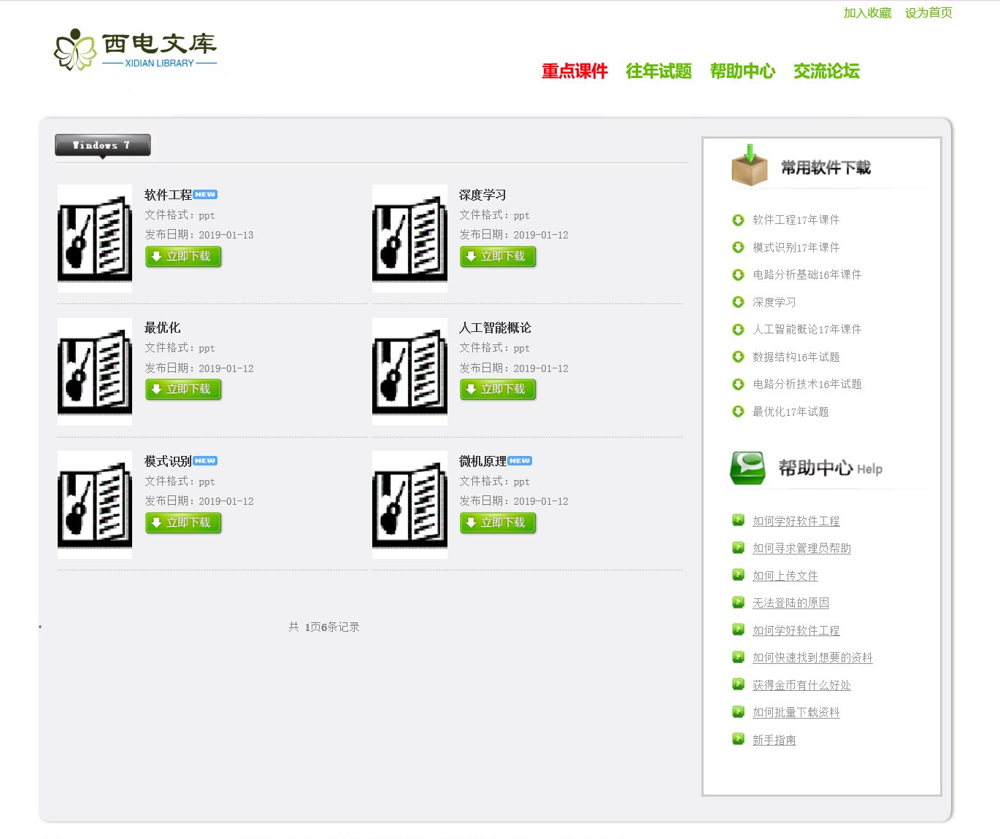 加入收藏 设为首页
西电文库
XIDIAN LIBRARY
重点课件 往年试题 帮助中心 交流论坛
Windows 7
软件工程NEW
文件格式：ppt
发布日期：2019-01-13
立即下载
深度学习
文件格式：ppt
发布日期：2019-01-12
立即下载
最优化
文件格式：ppt
发布日期：2019-01-12
立即下载
人工智能概论
文件格式：ppt
发布日期：2019-01-12
立即下载
模式识别NEW
文件格式：ppt
发布日期：2019-01-12
立即下载
微机原理NEW
文件格式：ppt
发布日期：2019-01-12
立即下载
共 1页6条记录
常用软件下载
软件工程17年课件
模式识别17年课件
电路分析基础16年课件
深度学习
人工智能概论17年课件
数据结构16年试题
电路分析技术16年试题
最优化17年试题
帮助中心 Help
如何学好软件工程
如何寻求管理员帮助
如何上传文件
无法登陆的原因
如何学好软件工程
如何快速找到想要的资料
获得金币有什么好处
如何批量下载资料
新手指南